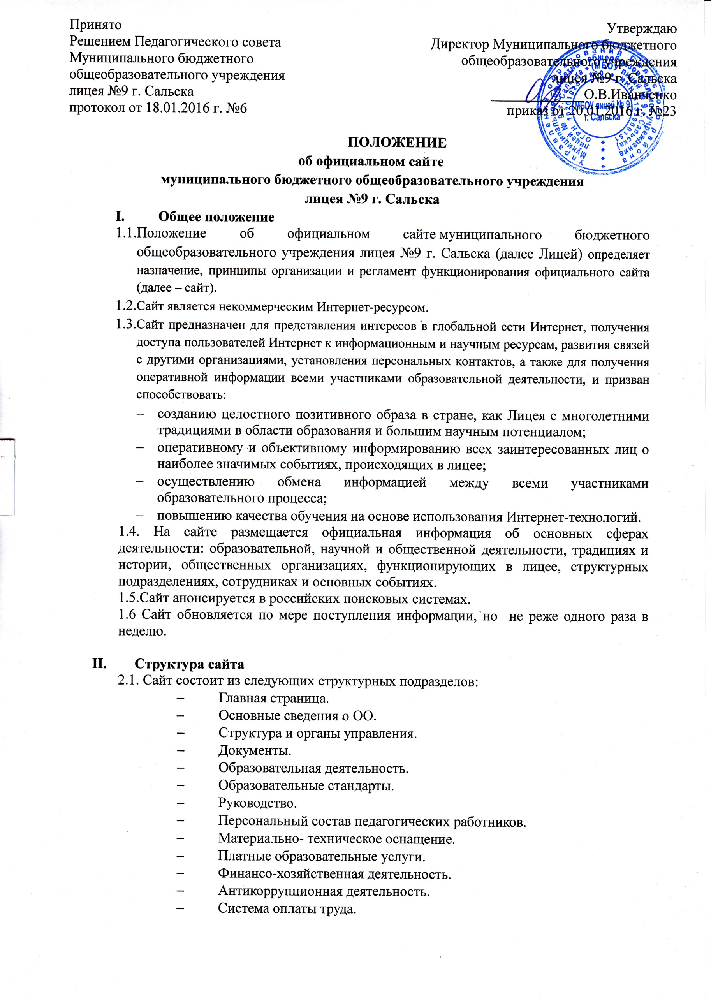 Принято
Решением Педагогического совета
Муниципального бюджетного
общеобразовательного учреждения
лицея №9 г. Сальска
протокол от 18.01.2016 г. №6
Утверждаю
Директор Муниципального бюджетного
общеобразовательного учреждения
лицея №9 г. Сальска
О.В.Иванченко
приказ от 20.01.2016 г. №23
МБОУ лицей № 9
г. Сальска
ПОЛОЖЕНИЕ
об официальном сайте
муниципального бюджетного общеобразовательного учреждения
лицея №9 г. Сальска
I. Общее положение
1.1.Положение об официальном сайте муниципального бюджетного
общеобразовательного учреждения лицея №9 г. Сальска (далее Лицей) определяет
назначение, принципы организации и регламент функционирования официального сайта
(далее – сайт).
1.2.Сайт является некоммерческим Интернет-ресурсом.
1.3.Сайт предназначен для представления интересов в глобальной сети Интернет, получения
доступа пользователей Интернет к информационным и научным ресурсам, развития связей
с другими организациями, установления персональных контактов, а также для получения
оперативной информации всеми участниками образовательной деятельности, и призван
способствовать:
– созданию целостного позитивного образа в стране, как Лицея с многолетними
традициями в области образования и большим научным потенциалом;
– оперативному и объективному информированию всех заинтересованных лиц о
наиболее значимых событиях, происходящих в лицее;
– осуществлению обмена информацией между всеми участниками
образовательного процесса;
– повышению качества обучения на основе использования Интернет-технологий.
1.4. На сайте размещается официальная информация об основных сферах
деятельности: образовательной, научной и общественной деятельности, традициях и
истории, общественных организациях, функционирующих в лицее, структурных
подразделениях, сотрудниках и основных событиях.
1.5.Сайт анонсируется в российских поисковых системах.
1.6 Сайт обновляется по мере поступления информации, но не реже одного раза в
неделю.
II. Структура сайта
2.1. Сайт состоит из следующих структурных подразделов:
– Главная страница.
– Основные сведения о ОО.
– Структура и органы управления.
– Документы.
– Образовательная деятельность.
– Образовательные стандарты.
– Руководство.
– Персональный состав педагогических работников.
– Материально- техническое оснащение.
– Платные образовательные услуги.
– Финансо-хозяйственная деятельность.
– Антикоррупционная деятельность.
– Система оплаты труда.